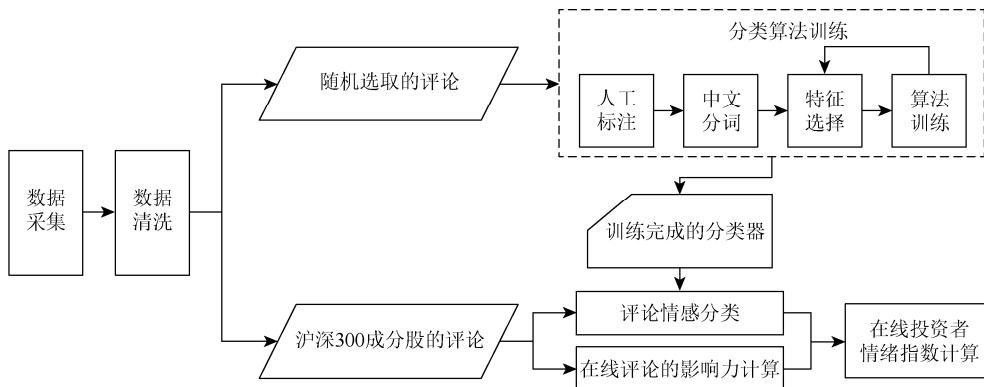 分类算法训练
随机选取的评论
人工
标注
中文
分词
特征
选择
算法
训练
数据
采集
数据
清洗
训练完成的分类器
沪深300成分股的评论
评论情感分类
在线评论的影响力计算
在线投资者
情绪指数计算